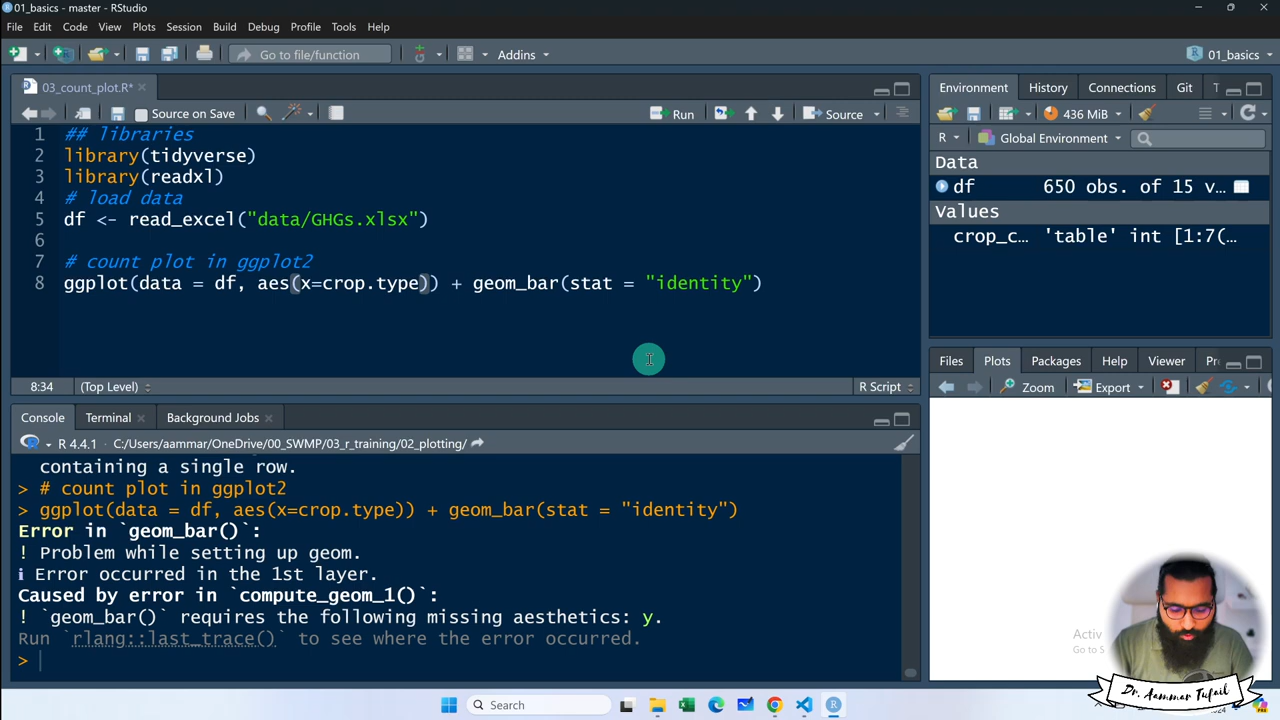 01_basics - master - RStudio
File Edit Code View Plots Session Build Debug Profile Tools Help
Go to file/function Addins 01_basics
03_count_plot.R*
Source on Save Run Source
1 ## libraries
2 library(tidyverse)
3 library(readxl)
4 # load data
5 df <- read_excel("data/GHGs.xlsx")
6
7 # count plot in ggplot2
8 ggplot(data = df, aes(x=crop.type)) + geom_bar(stat = "identity")
8:34 (Top Level) R Script
Console Terminal Background Jobs
R 4.4.1 · C:/Users/aammar/OneDrive/00_SWMP/03_r_training/02_plotting/
containing a single row.
> # count plot in ggplot2
> ggplot(data = df, aes(x=crop.type)) + geom_bar(stat = "identity")
Error in `geom_bar()`:
! Problem while setting up geom.
ℹ Error occurred in the 1st layer.
Caused by error in `compute_geom_1()`:
! `geom_bar()` requires the following missing aesthetics: y.
Run `rlang::last_trace()` to see where the error occurred.
>
Environment History Connections Git T
436 MiB
R Global Environment
Data
df 650 obs. of 15 v…
Values
crop_c… 'table' int [1:7(…
Files Plots Packages Help Viewer Pr
Zoom Export
Activ
Go to S
Dr. Aammar Tufail
Search